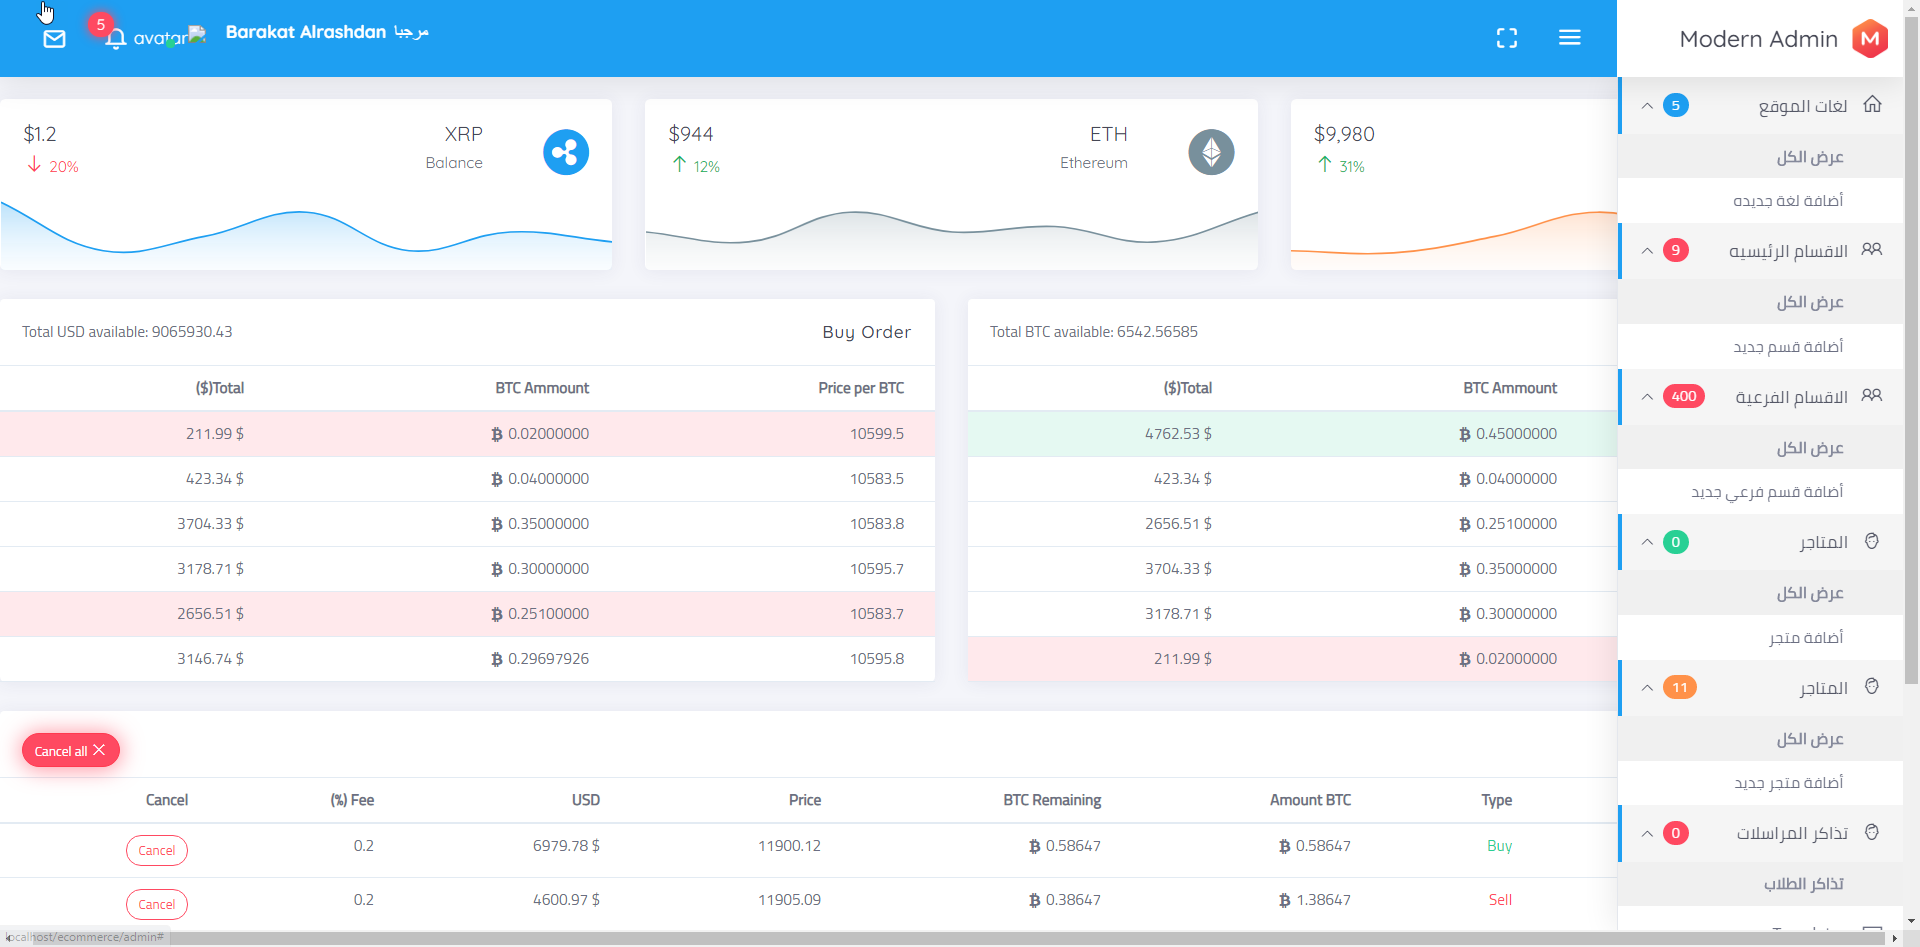 5
avatar
Barakat Alrashdan مرحبا
Modern Admin
M
$1.2
20%
XRP
Balance
$944
12%
ETH
Ethereum
$9,980
31%
Total USD available: 9065930.43
Buy Order
($)Total BTC Ammount Price per BTC
211.99 $ 0.02000000 10599.5
423.34 $ 0.04000000 10583.5
3704.33 $ 0.35000000 10583.8
3178.71 $ 0.30000000 10595.7
2656.51 $ 0.25100000 10583.7
3146.74 $ 0.29697926 10595.8
Total BTC available: 6542.56585
($)Total BTC Ammount
4762.53 $ 0.45000000
423.34 $ 0.04000000
2656.51 $ 0.25100000
3704.33 $ 0.35000000
3178.71 $ 0.30000000
211.99 $ 0.02000000
Cancel all
Cancel (%) Fee USD Price BTC Remaining Amount BTC Type
Cancel 0.2 6979.78 $ 11900.12 0.58647 0.58647 Buy
Cancel 0.2 4600.97 $ 11905.09 0.38647 1.38647 Sell
لغات الموقع 5
عرض الكل
أضافة لغة جديده
الاقسام الرئيسيه 9
عرض الكل
أضافة قسم جديد
الاقسام الفرعية 400
عرض الكل
أضافة قسم فرعي جديد
المتاجر 0
عرض الكل
أضافة متجر
المتاجر 11
عرض الكل
أضافة متجر جديد
تذاكر المراسلات 0
تذاكر الطلاب
localhost/ecommerce/admin#